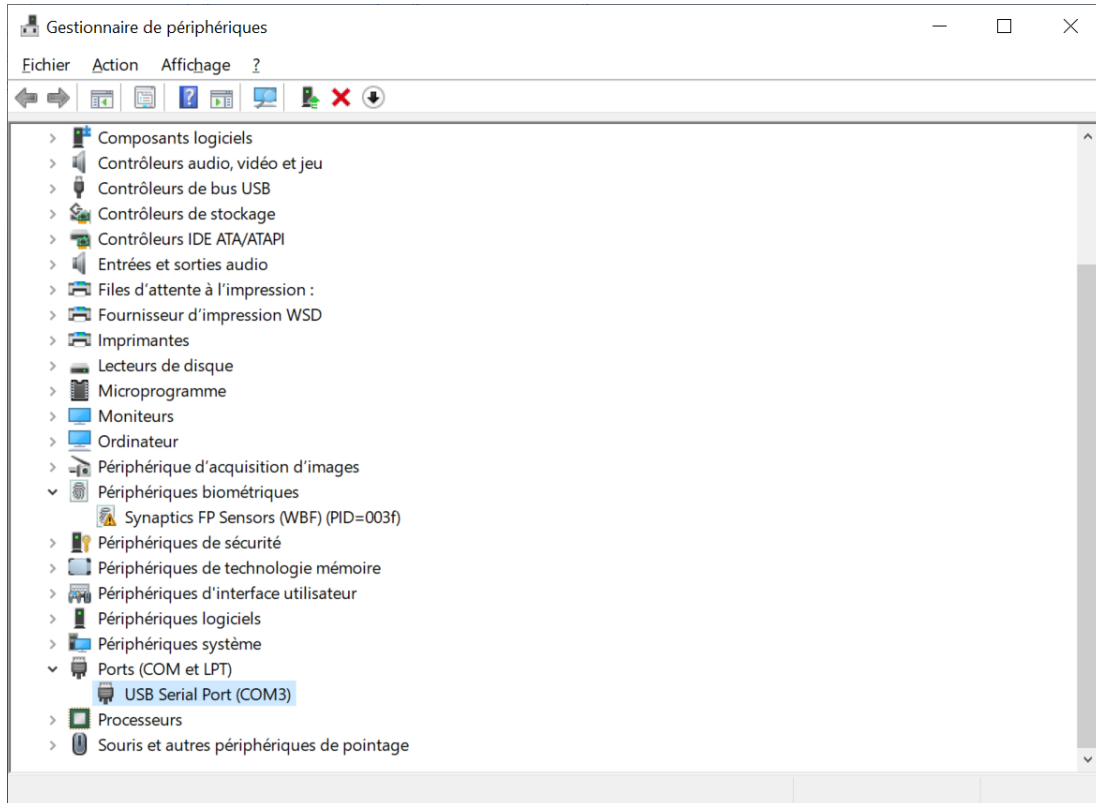 Gestionnaire de périphériques
Fichier Action Affichage ?
Composants logiciels
Contrôleurs audio, vidéo et jeu
Contrôleurs de bus USB
Contrôleurs de stockage
Contrôleurs IDE ATA/ATAPI
Entrées et sorties audio
Files d’attente à l’impression :
Fournisseur d’impression WSD
Imprimantes
Lecteurs de disque
Microprogramme
Moniteurs
Ordinateur
Périphérique d’acquisition d’images
Périphériques biométriques
Synaptics FP Sensors (WBF) (PID=003f)
Périphériques de sécurité
Périphériques de technologie mémoire
Périphériques d'interface utilisateur
Périphériques logiciels
Périphériques système
Ports (COM et LPT)
USB Serial Port (COM3)
Processeurs
Souris et autres périphériques de pointage